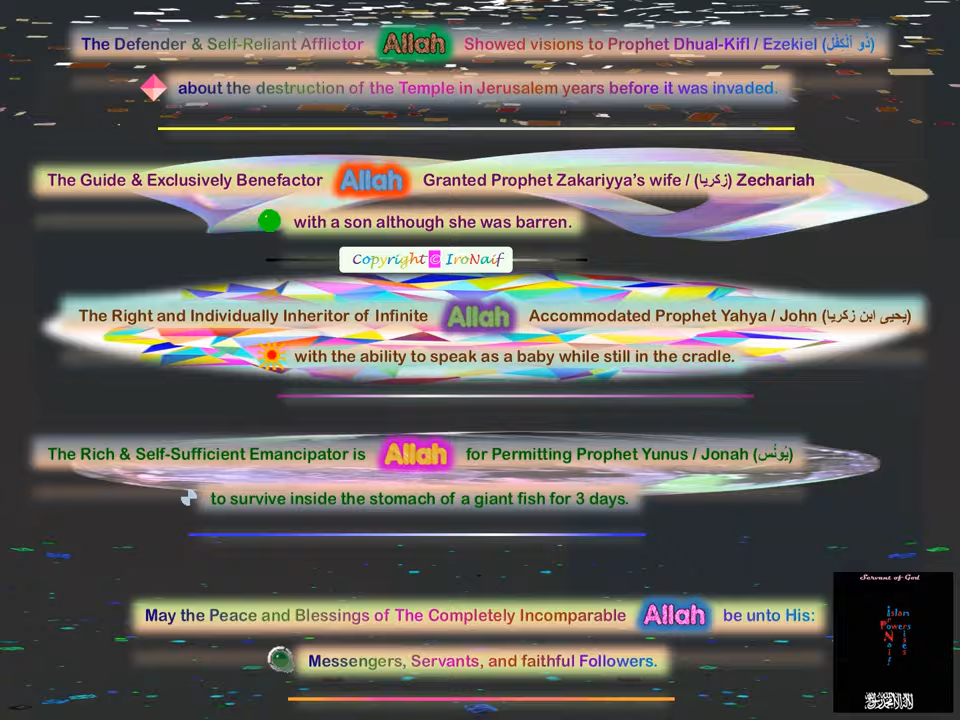 The Defender & Self-Reliant Afflictor Allah Showed visions to Prophet Dhual-Kifl / Ezekiel (ذُو ٱلْكِفْل)
about the destruction of the Temple in Jerusalem years before it was invaded.
The Guide & Exclusively Benefactor Allah Granted Prophet Zakariyya’s wife / (زكريا) Zechariah
with a son although she was barren.
Copyright © IroNaif
The Right and Individually Inheritor of Infinite Allah Accommodated Prophet Yahya / John (يحيى ابن زكريا)
with the ability to speak as a baby while still in the cradle.
The Rich & Self-Sufficient Emancipator is Allah for Permitting Prophet Yunus / Jonah (يُونُس)
to survive inside the stomach of a giant fish for 3 days.
Servant of God
May the Peace and Blessings of The Completely Incomparable Allah be unto His:
Messengers, Servants, and faithful Followers.